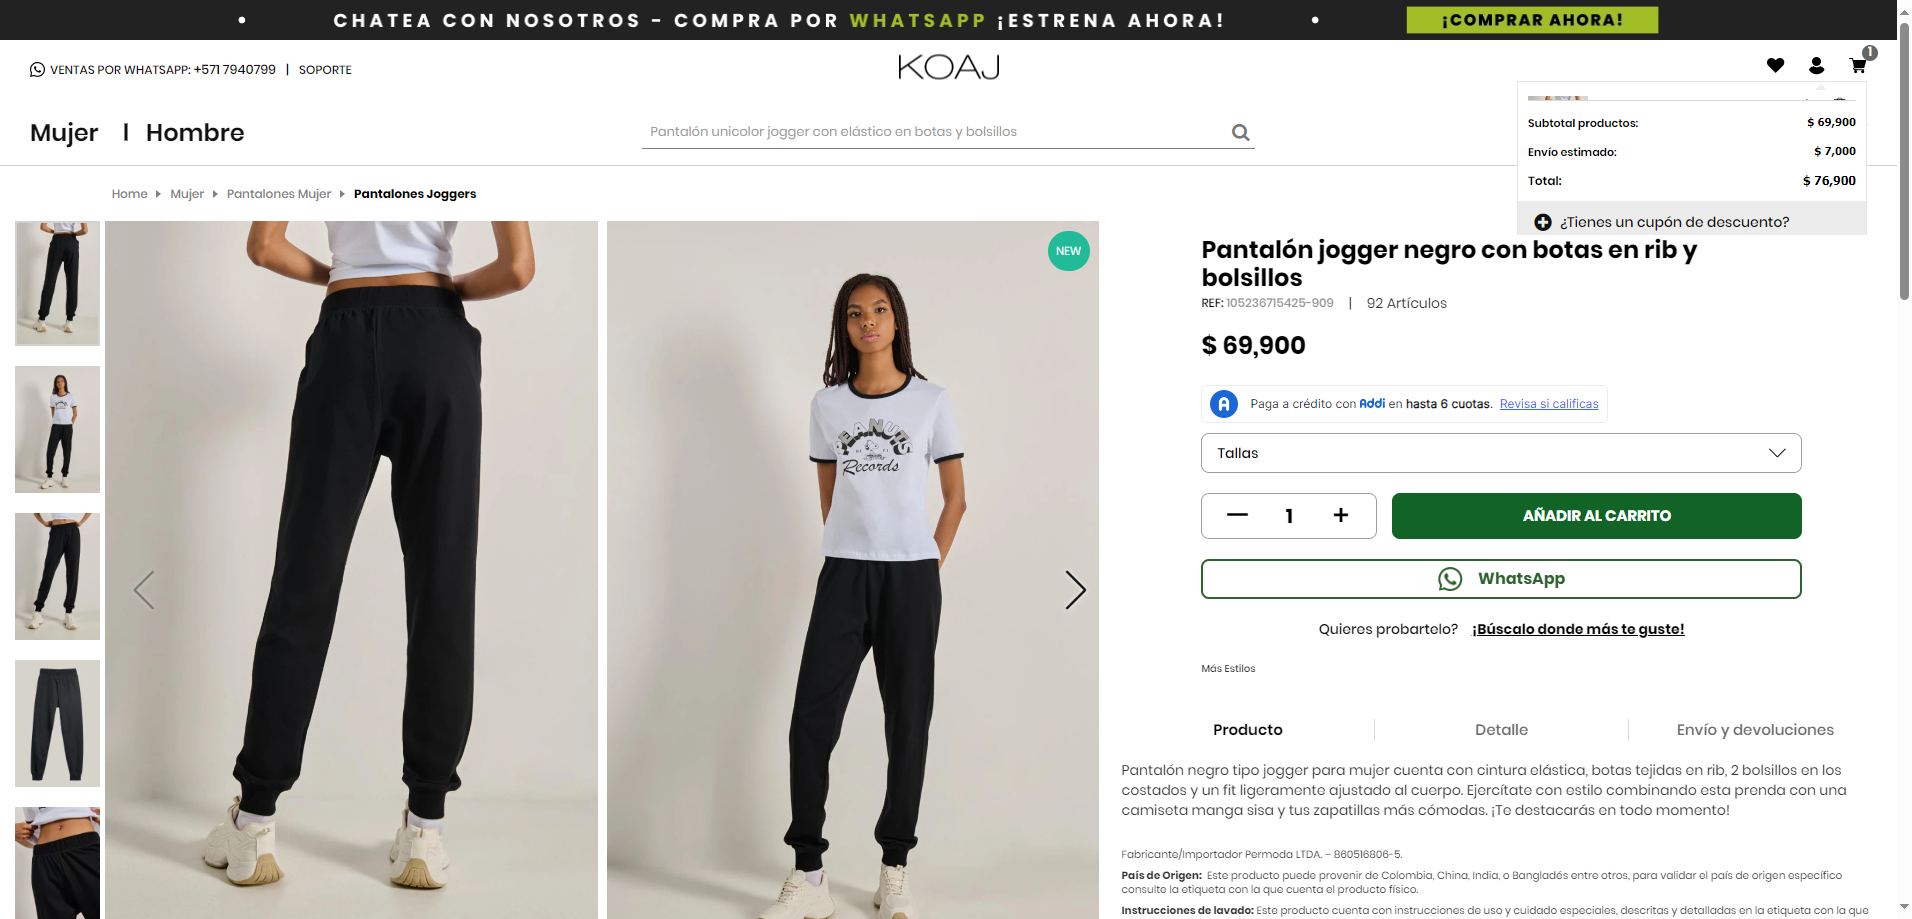 CHATEA CON NOSOTROS - COMPRA POR WHATSAPP ¡ESTRENA AHORA!
¡COMPRAR AHORA!
VENTAS POR WHATSAPP: +571 7940799 | SOPORTE
KOAJ
1
Mujer | Hombre
Pantalón unicolor jogger con elástico en botas y bolsillos
Subtotal productos: $ 69,900
Envío estimado: $ 7,000
Total: $ 76,900
¿Tienes un cupón de descuento?
Home Mujer Pantalones Mujer Pantalones Joggers
NEW
PEANUTS
Records
Pantalón jogger negro con botas en rib y
bolsillos
REF: 105236715425-909 | 92 Artículos
$ 69,900
Paga a crédito con Addi en hasta 6 cuotas. Revisa si calificas
Tallas
1
AÑADIR AL CARRITO
WhatsApp
Quieres probartelo? ¡Búscalo donde más te guste!
Más Estilos
Producto
Detalle
Envío y devoluciones
Pantalón negro tipo jogger para mujer cuenta con cintura elástica, botas tejidas en rib, 2 bolsillos en los
costados y un fit ligeramente ajustado al cuerpo. Ejercítate con estilo combinando esta prenda con una
camiseta manga sisa y tus zapatillas más cómodas. ¡Te destacarás en todo momento!
Fabricante/Importador Permoda LTDA. – 860516806-5.
País de Origen: Este producto puede provenir de Colombia, China, India, o Bangladés entre otros, para validar el país de origen específico
consulte la etiqueta con la que cuenta el producto físico.
Instrucciones de lavado: Este producto cuenta con instrucciones de uso y cuidado especiales, descritas y detalladas en la etiqueta con la que